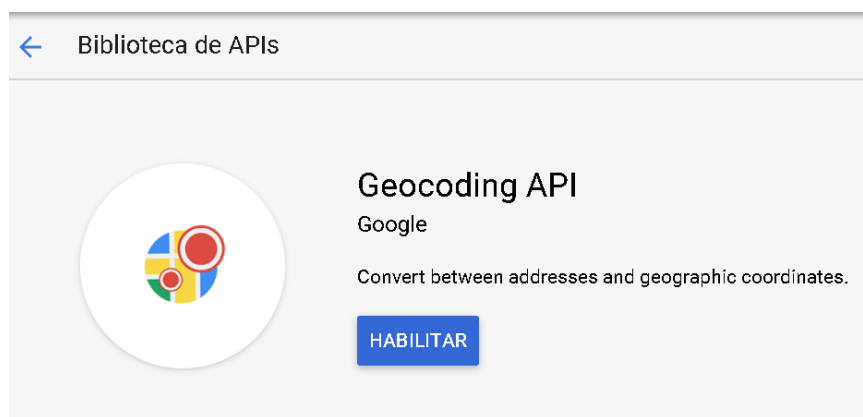 Biblioteca de APIs
Geocoding API
Google
Convert between addresses and geographic coordinates.
HABILITAR